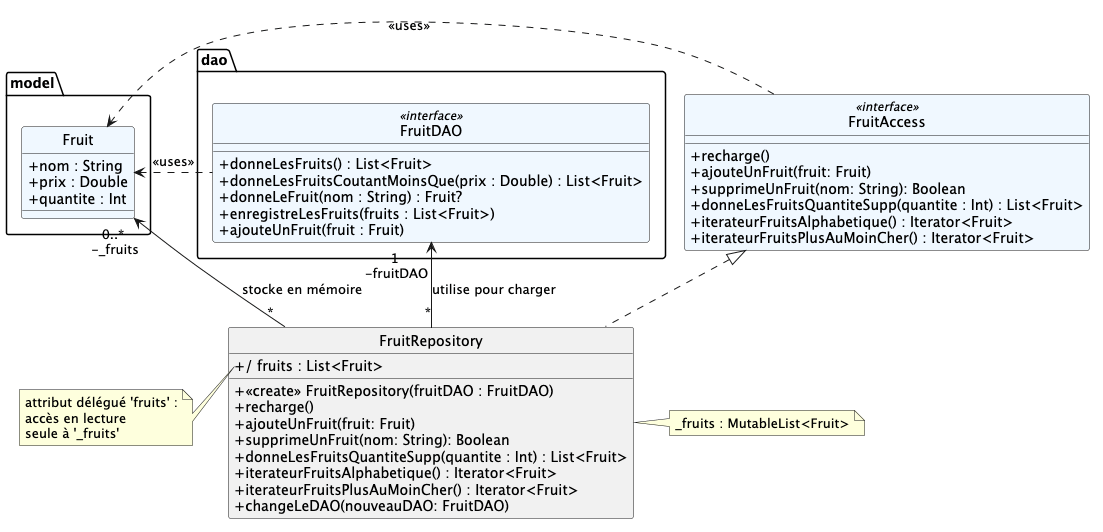 «uses»
model
dao
Fruit
+nom : String
+prix : Double
+quantite : Int
«uses»
«interface»
FruitDAO
+donneLesFruits() : List<Fruit>
+donneLesFruitsCoutantMoinsQue(prix : Double) : List<Fruit>
+donneLeFruit(nom : String) : Fruit?
+enregistreLesFruits(fruits : List<Fruit>)
+ajouteUnFruit(fruit : Fruit)
«interface»
FruitAccess
+recharge()
+ajouteUnFruit(fruit: Fruit)
+supprimeUnFruit(nom: String): Boolean
+donneLesFruitsQuantiteSupp(quantite : Int) : List<Fruit>
+iterateurFruitsAlphabetique() : Iterator<Fruit>
+iterateurFruitsPlusAuMoinCher() : Iterator<Fruit>
0..*
-_fruits
1
-fruitDAO
stocke en mémoire
utilise pour charger
*
*
FruitRepository
+/ fruits : List<Fruit>
+«create» FruitRepository(fruitDAO : FruitDAO)
+recharge()
+ajouteUnFruit(fruit: Fruit)
+supprimeUnFruit(nom: String): Boolean
+donneLesFruitsQuantiteSupp(quantite : Int) : List<Fruit>
+iterateurFruitsAlphabetique() : Iterator<Fruit>
+iterateurFruitsPlusAuMoinCher() : Iterator<Fruit>
+changeLeDAO(nouveauDAO: FruitDAO)
attribut délégué 'fruits' :
accès en lecture
seule à '_fruits'
_fruits : MutableList<Fruit>